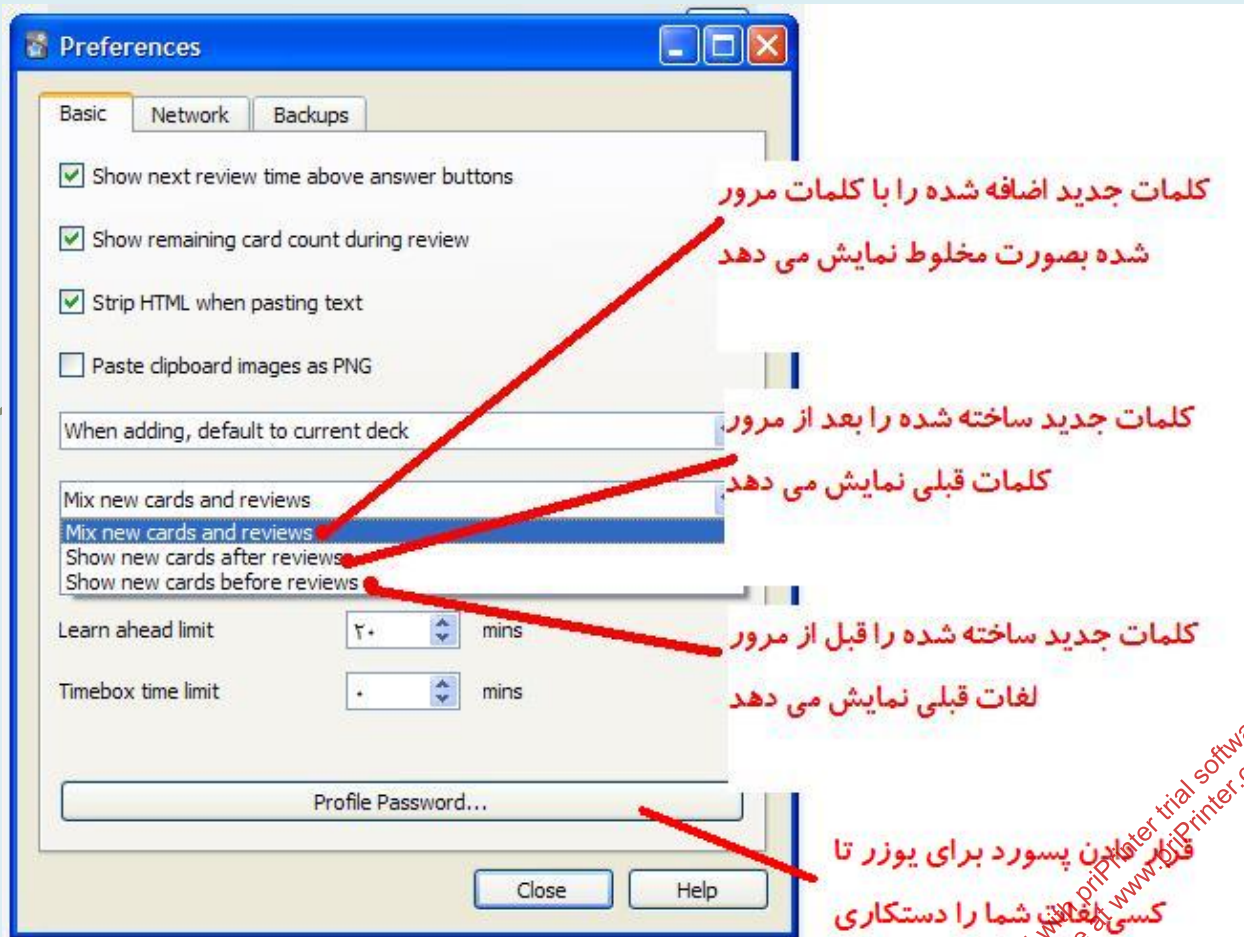 Preferences
Basic Network Backups
Show next review time above answer buttons
کلمات جدید اضافه شده را با کلمات مرور
Show remaining card count during review
شده بصورت مخلوط نمایش می دهد
Strip HTML when pasting text
Paste clipboard images as PNG
When adding, default to current deck
کلمات جدید ساخته شده را بعد از مرور
کلمات قبلی نمایش می دهد
Mix new cards and reviews
Mix new cards and reviews
Show new cards after reviews
Show new cards before reviews
Learn ahead limit ۲۰ mins
کلمات جدید ساخته شده را قبل از مرور
Timebox time limit ۰ mins
لغات قبلی نمایش می دهد
Profile Password...
قرار دادن پسورد برای یوزر تا
Close Help
کسی لغات شما را دستکاری
with priPrinter trial
at www.priPrinter